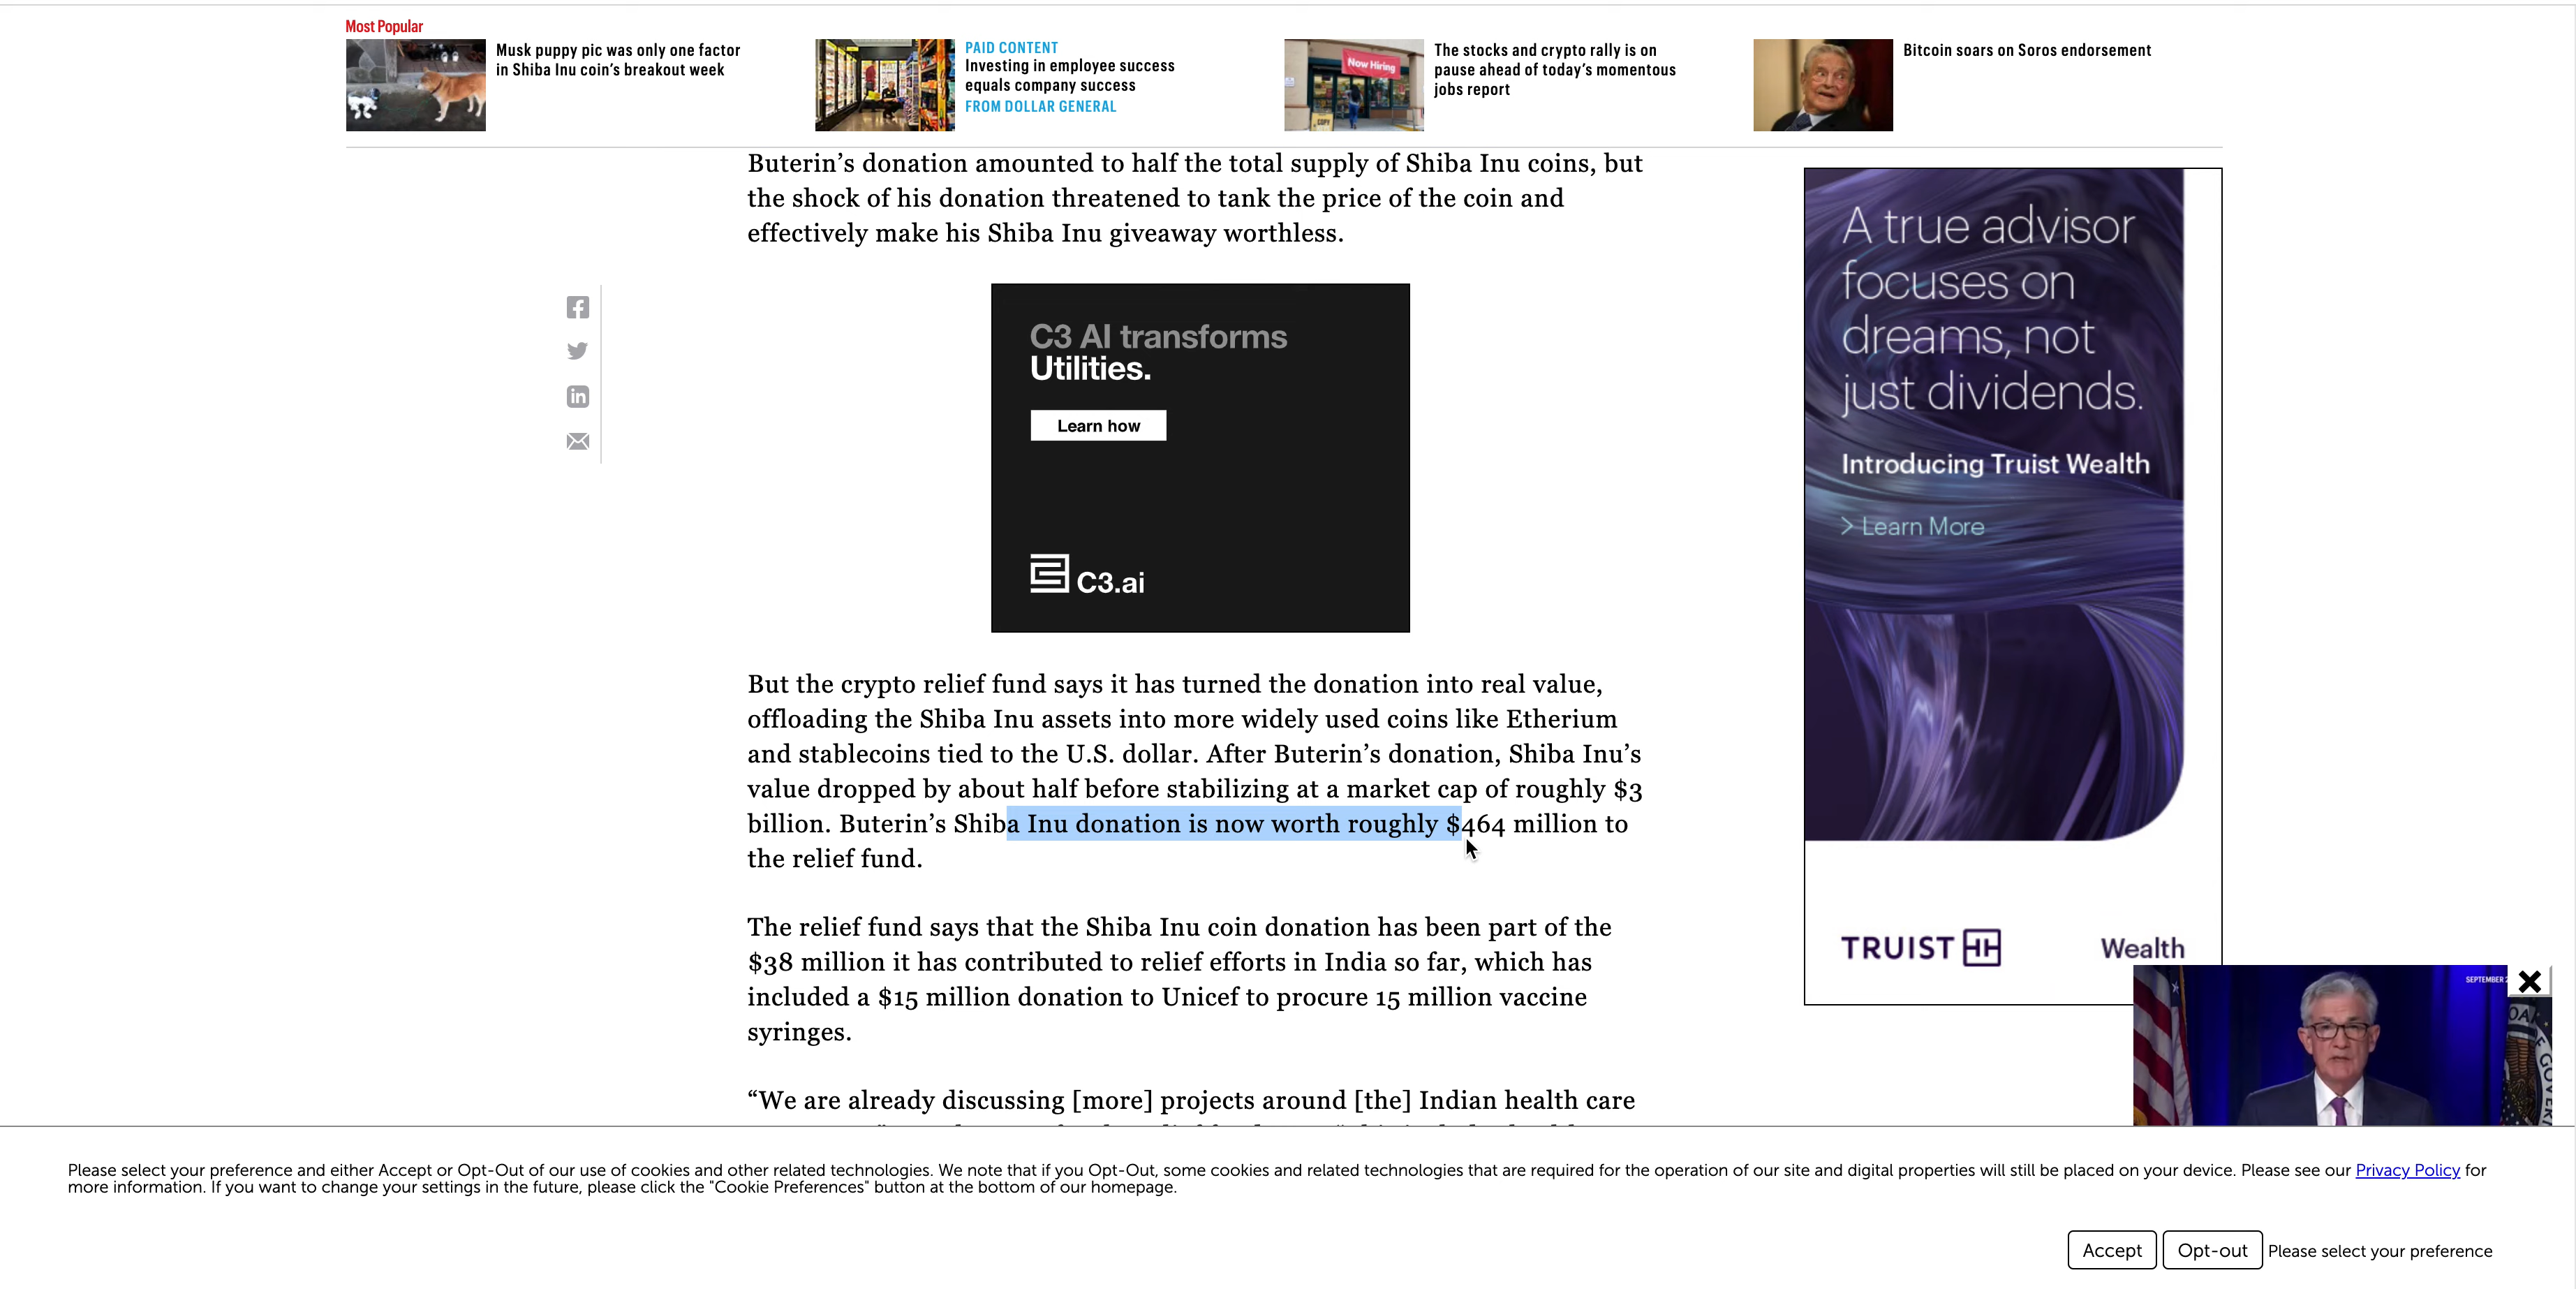 Most Popular
Musk puppy pic was only one factor
in Shiba Inu coin’s breakout week
PAID CONTENT
Investing in employee success
equals company success
FROM DOLLAR GENERAL
Now Hiring
COPY
The stocks and crypto rally is on
pause ahead of today’s momentous
jobs report
Bitcoin soars on Soros endorsement
Buterin’s donation amounted to half the total supply of Shiba Inu coins, but
the shock of his donation threatened to tank the price of the coin and
effectively make his Shiba Inu giveaway worthless.
C3 AI transforms
Utilities.
Learn how
C3.ai
But the crypto relief fund says it has turned the donation into real value,
offloading the Shiba Inu assets into more widely used coins like Etherium
and stablecoins tied to the U.S. dollar. After Buterin’s donation, Shiba Inu’s
value dropped by about half before stabilizing at a market cap of roughly $3
billion. Buterin’s Shiba Inu donation is now worth roughly $464 million to
the relief fund.
The relief fund says that the Shiba Inu coin donation has been part of the
$38 million it has contributed to relief efforts in India so far, which has
included a $15 million donation to Unicef to procure 15 million vaccine
syringes.
“We are already discussing [more] projects around [the] Indian health care
A true advisor
focuses on
dreams, not
just dividends.
Introducing Truist Wealth
> Learn More
TRUIST Wealth
SEPTEMBER
Please select your preference and either Accept or Opt-Out of our use of cookies and other related technologies. We note that if you Opt-Out, some cookies and related technologies that are required for the operation of our site and digital properties will still be placed on your device. Please see our Privacy Policy for
more information. If you want to change your settings in the future, please click the "Cookie Preferences" button at the bottom of our homepage.
Accept Opt-out Please select your preference